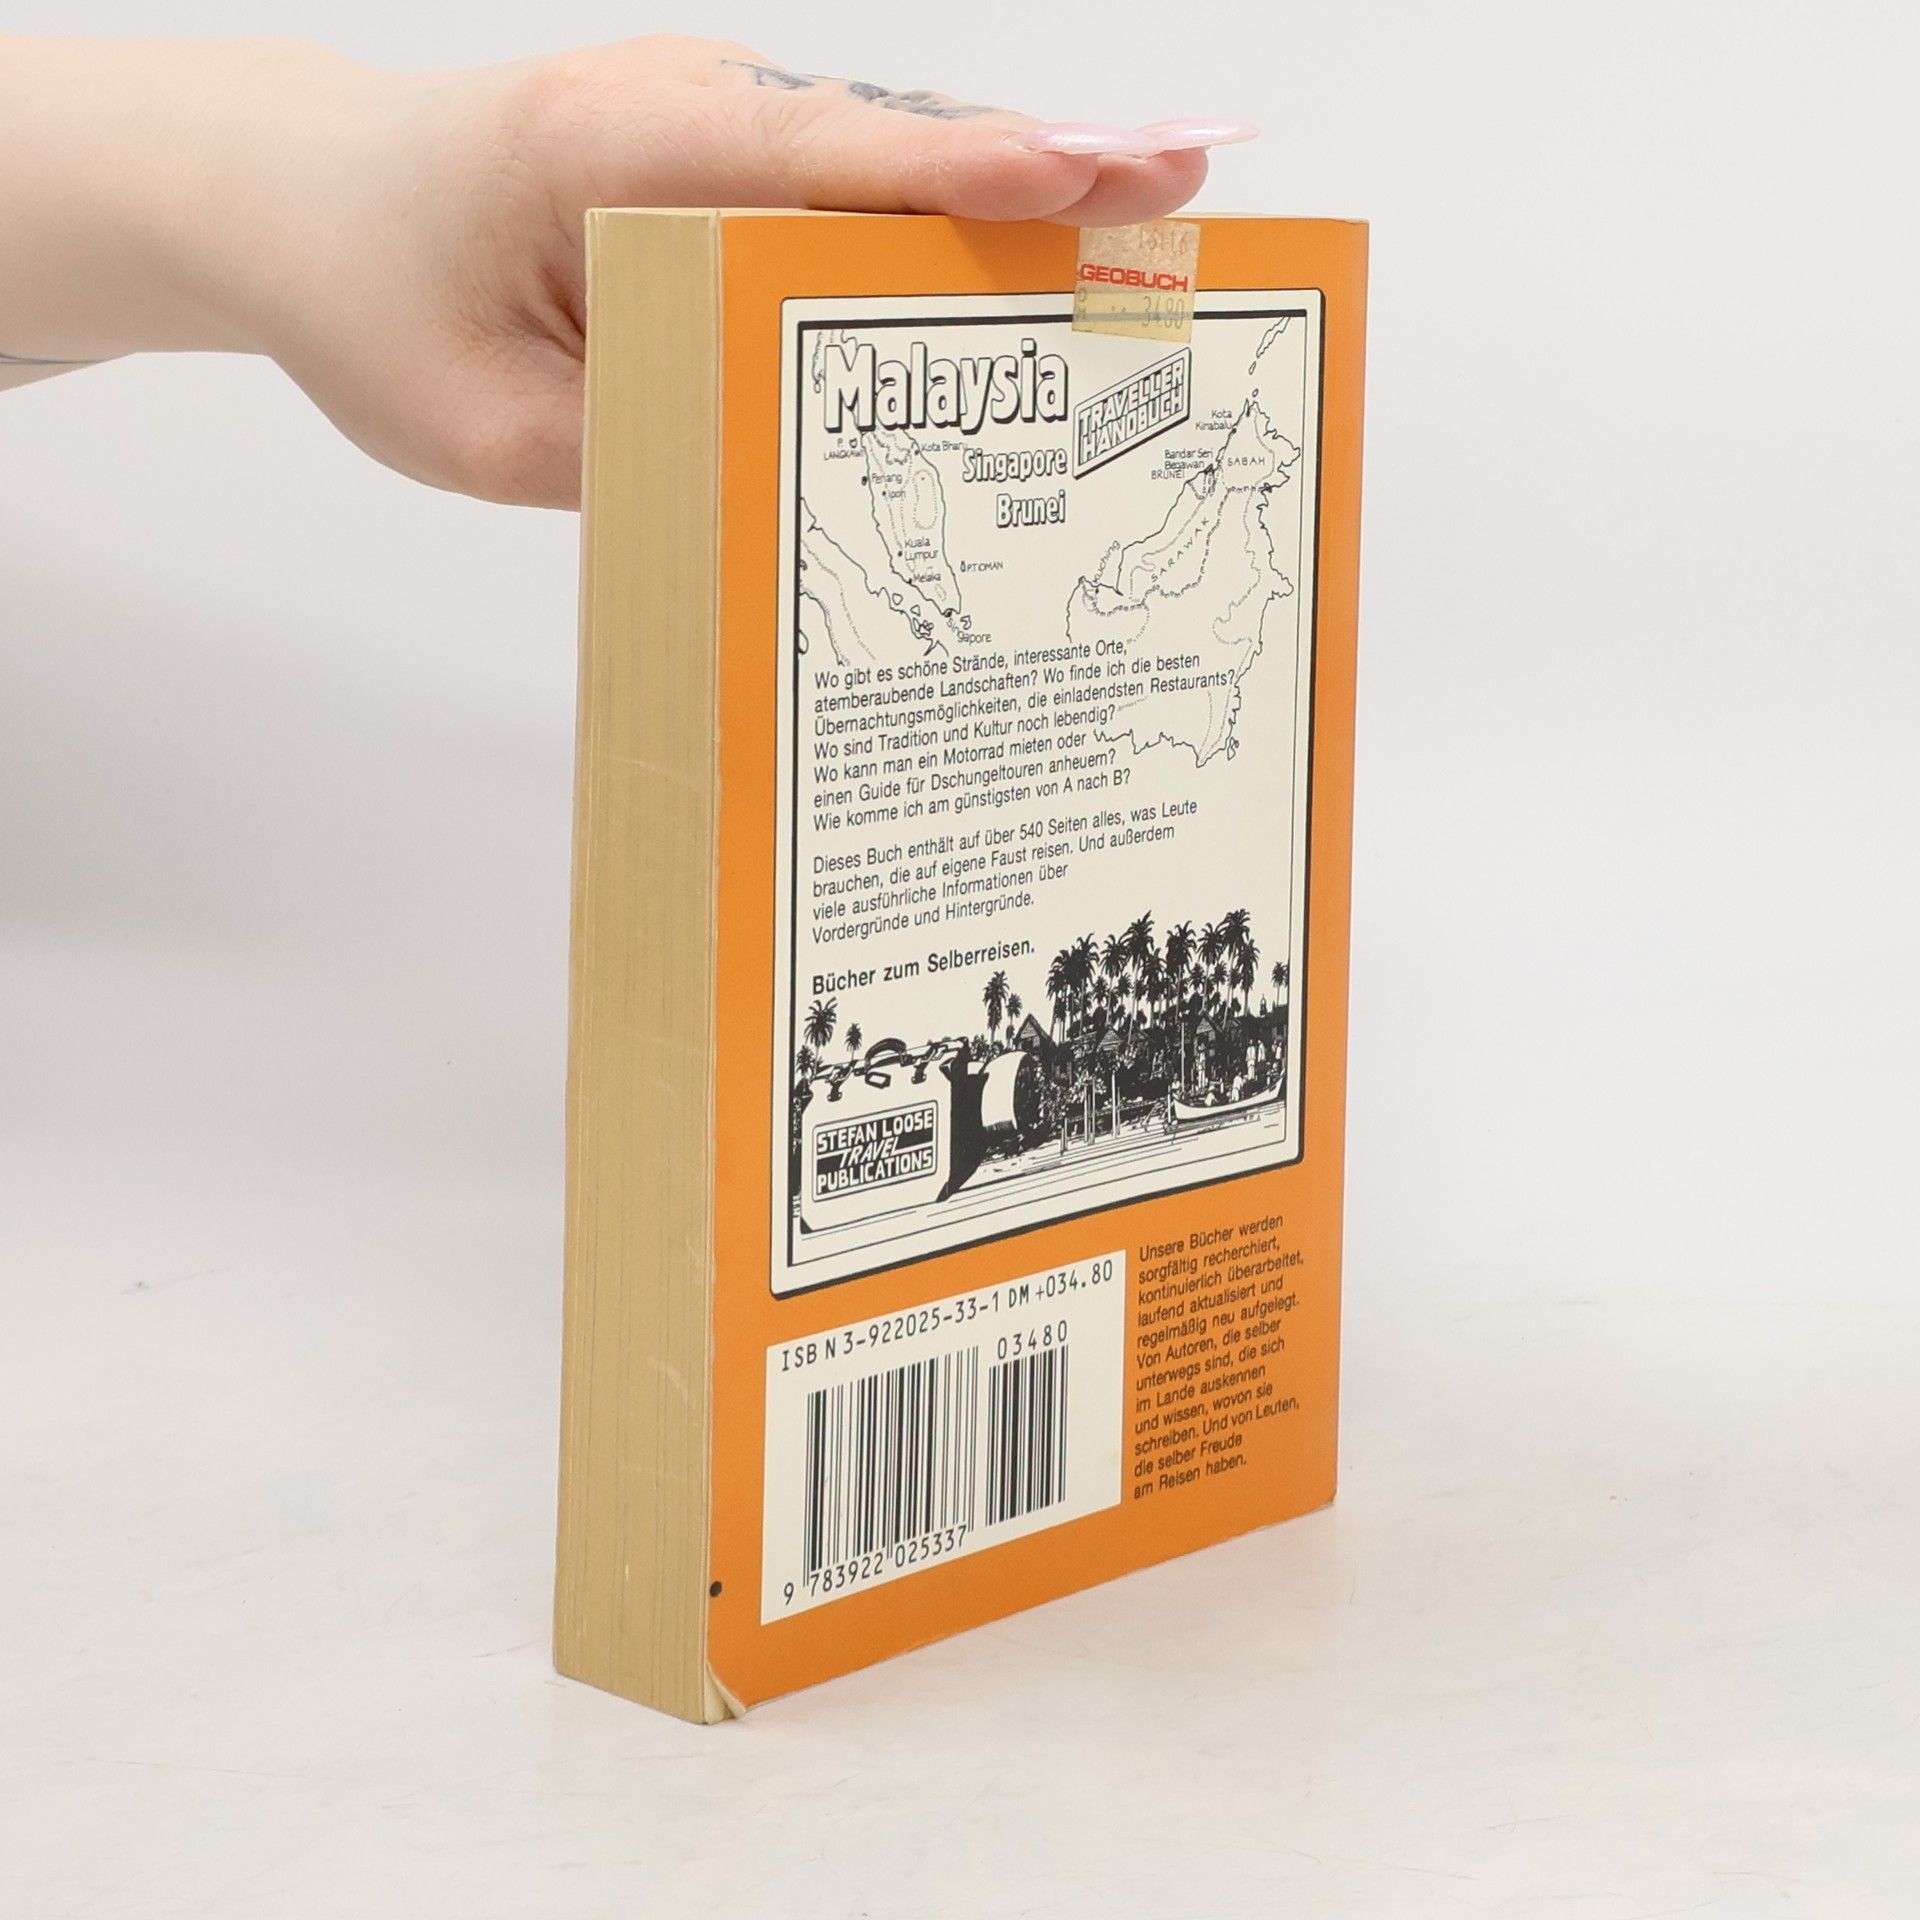 GEOBUCH
3480
Malaysia
TRAVELLER
HANDBUCH
Singapore
Brunei
P.
LANGKAWI
Kota Bharu
Penang
Ipoh
Kuala
Lumpur
Melaka
P.TIOMAN
Singapore
Kota
Kinabalu
Bandar Seri
Begawan
BRUNEI
SABAH
SARAWAK
Kuching
Wo gibt es schöne Strände, interessante Orte,
atemberaubende Landschaften? Wo finde ich die besten
Übernachtungsmöglichkeiten, die einladendsten Restaurants?
Wo sind Tradition und Kultur noch lebendig?
Wo kann man ein Motorrad mieten oder
einen Guide für Dschungeltouren anheuern?
Wie komme ich am günstigsten von A nach B?
Dieses Buch enthält auf über 540 Seiten alles, was Leute
brauchen, die auf eigene Faust reisen. Und außerdem
viele ausführliche Informationen über
Vordergründe und Hintergründe.
Bücher zum Selberreisen.
STEFAN LOOSE
TRAVEL
PUBLICATIONS
ISBN 3-922025-33-1 DM +034.80
03480
9 783922 025337
Unsere Bücher werden
sorgfältig recherchiert,
kontinuierlich überarbeitet,
laufend aktualisiert und
regelmäßig neu aufgelegt.
Von Autoren, die selber
unterwegs sind, die sich
im Lande auskennen
und wissen, wovon sie
schreiben. Und von Leuten,
die selber Freude
am Reisen haben.